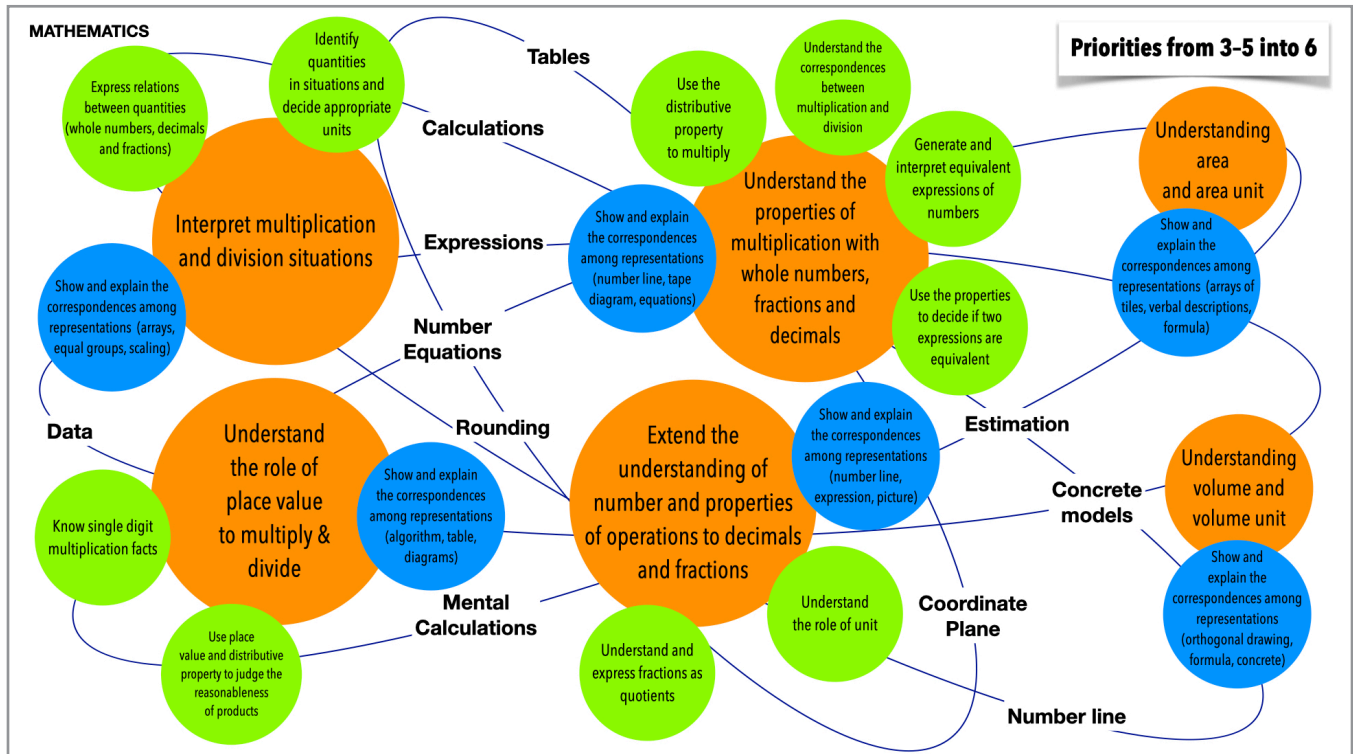 MATHEMATICS
Priorities from 3–5 into 6
Express relations
between quantities
(whole numbers, decimals
and fractions)
Identify
quantities
in situations and
decide appropriate
units
Tables
Calculations
Use the
distributive
property
to multiply
Understand the
correspondences
between
multiplication and
division
Generate and
interpret equivalent
expressions of
numbers
Understanding
area
and area unit
Interpret multiplication
and division situations
Expressions
Show and explain
the correspondences
among representations
(number line, tape
diagram, equations)
Understand the
properties of
multiplication with
whole numbers,
fractions and
decimals
Show and
explain the
correspondences among
representations (arrays of
tiles, verbal descriptions,
formula)
Show and explain the
correspondences among
representations (arrays,
equal groups, scaling)
Number
Equations
Use the properties
to decide if two
expressions are
equivalent
Data
Understand
the role of
place value
to multiply &
divide
Rounding
Extend the
understanding of
number and properties
of operations to decimals
and fractions
Show and explain
the correspondences
among representations
(number line,
expression, picture)
Estimation
Understanding
volume and
volume unit
Show and explain
the correspondences
among representations
(algorithm, table,
diagrams)
Concrete
models
Know single digit
multiplication facts
Mental
Calculations
Understand
the role of unit
Coordinate
Plane
Show and
explain the
correspondences among
representations
(orthogonal drawing,
formula, concrete)
Use place
value and distributive
property to judge the
reasonableness
of products
Understand and
express fractions as
quotients
Number line